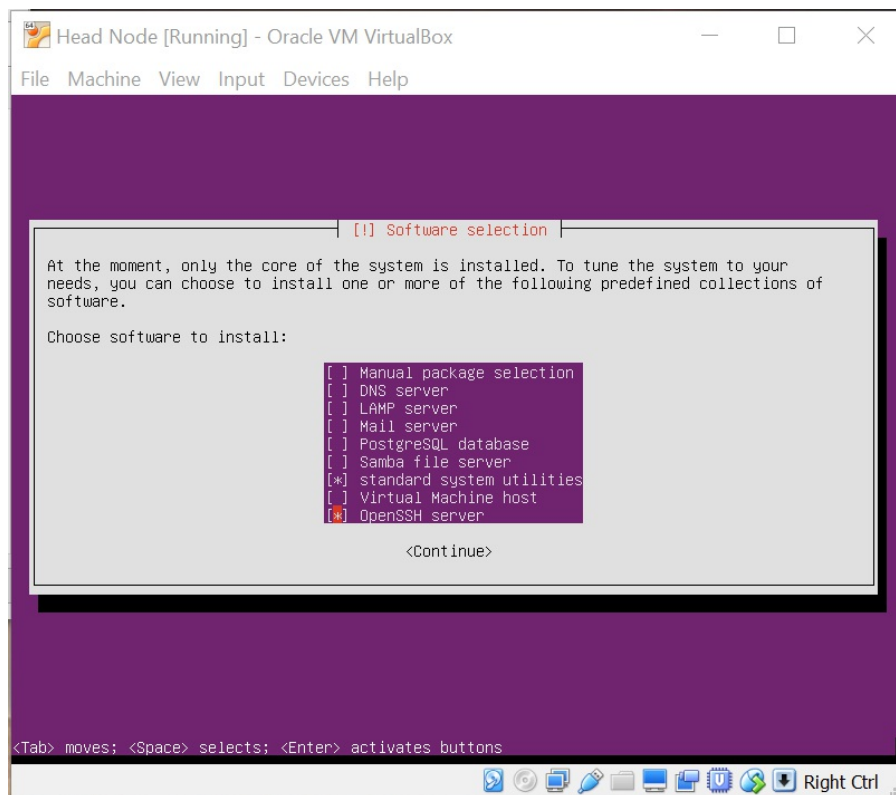 Head Node [Running] - Oracle VM VirtualBox
File Machine View Input Devices Help
[!] Software selection
At the moment, only the core of the system is installed. To tune the system to your
needs, you can choose to install one or more of the following predefined collections of
software.
Choose software to install:
[ ] Manual package selection
[ ] DNS server
[ ] LAMP server
[ ] Mail server
[ ] PostgreSQL database
[ ] Samba file server
[*] standard system utilities
[ ] Virtual Machine host
[*] OpenSSH server
<Continue>
<Tab> moves; <Space> selects; <Enter> activates buttons
Right Ctrl